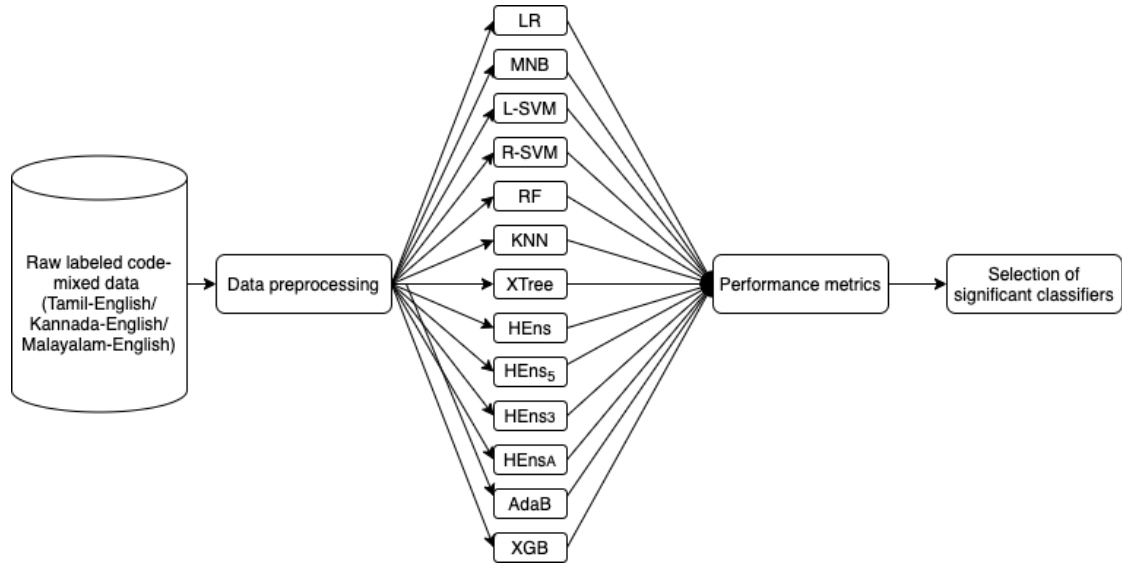 Raw labeled code-
mixed data
(Tamil-English/
Kannada-English/
Malayalam-English)
Data preprocessing
LR
MNB
L-SVM
R-SVM
RF
KNN
XTree
HEns
HEns5
HEns3
HEnsA
AdaB
XGB
Performance metrics
Selection of
significant classifiers